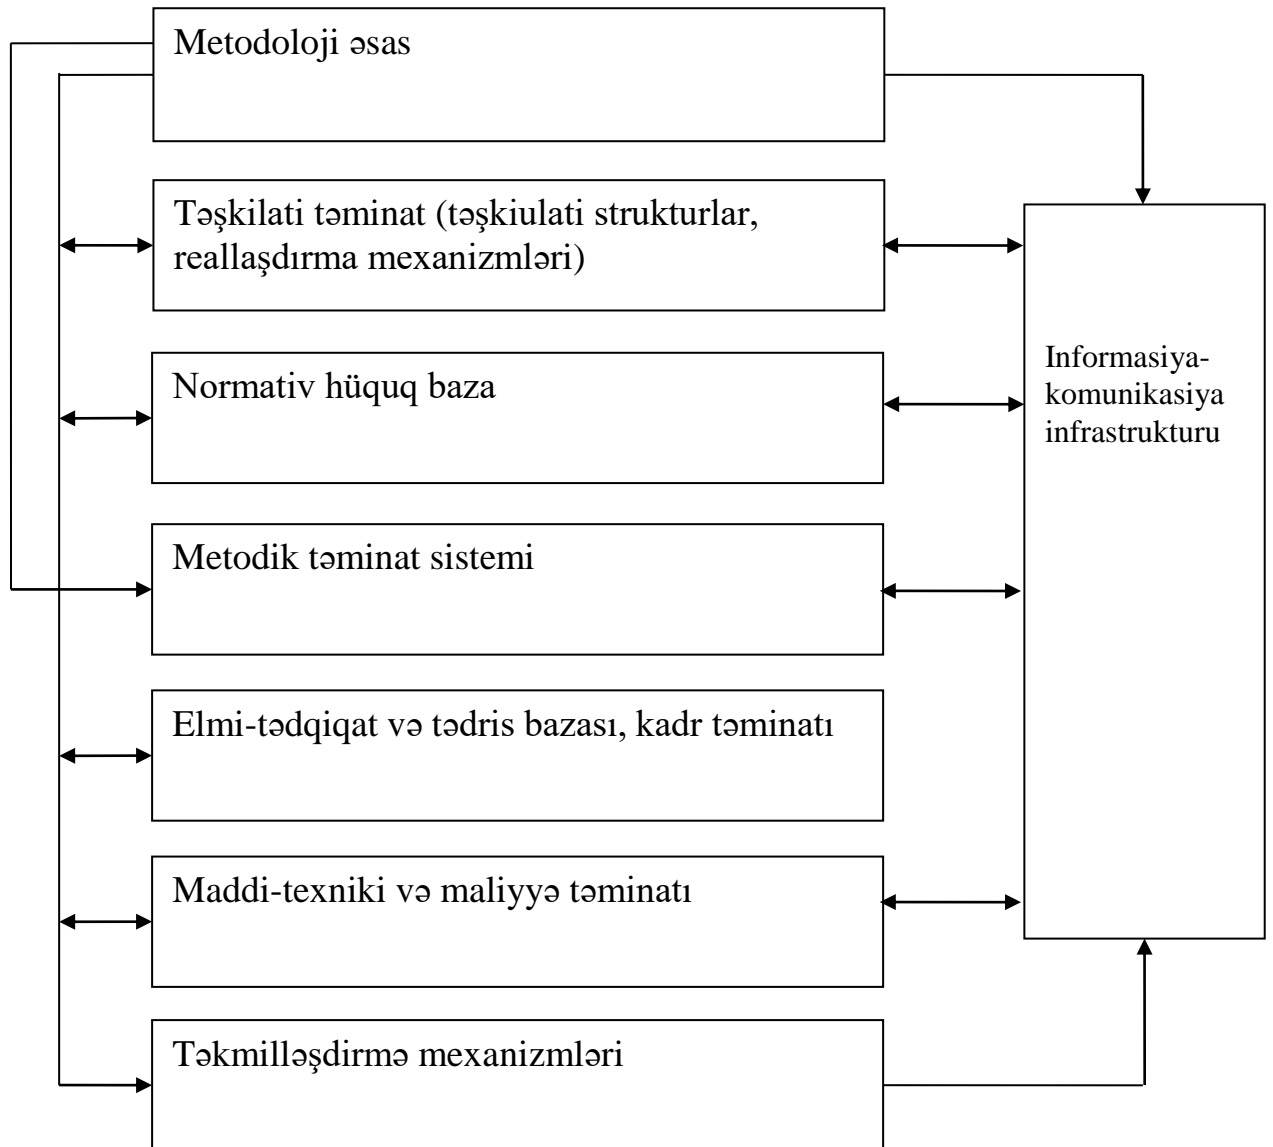 Metodoloji əsas
Təşkilati təminat (təşkiulati strukturlar,
reallaşdırma mexanizmləri)
Normativ hüquq baza
Metodik təminat sistemi
Elmi-tədqiqat və tədris bazası, kadr təminatı
Maddi-texniki və maliyyə təminatı
Təkmilləşdirmə mexanizmləri
Informasiya-
komunikasiya
infrastrukturu